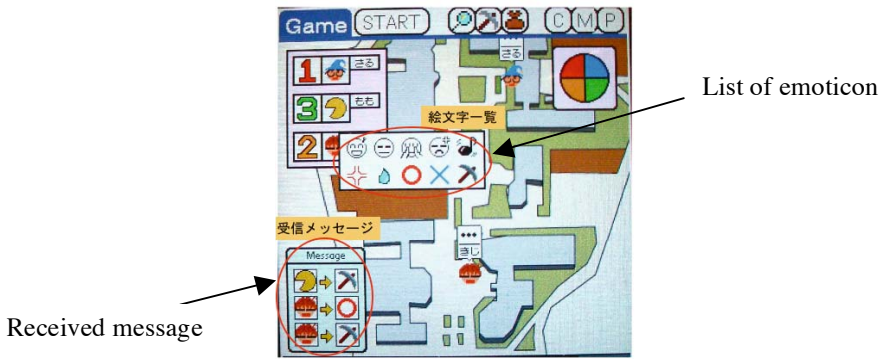 Game START C M P
さる
さる
1
List of emoticon
3 もも
絵文字一覧
2
受信メッセージ
•••
きじ
Message
Received message